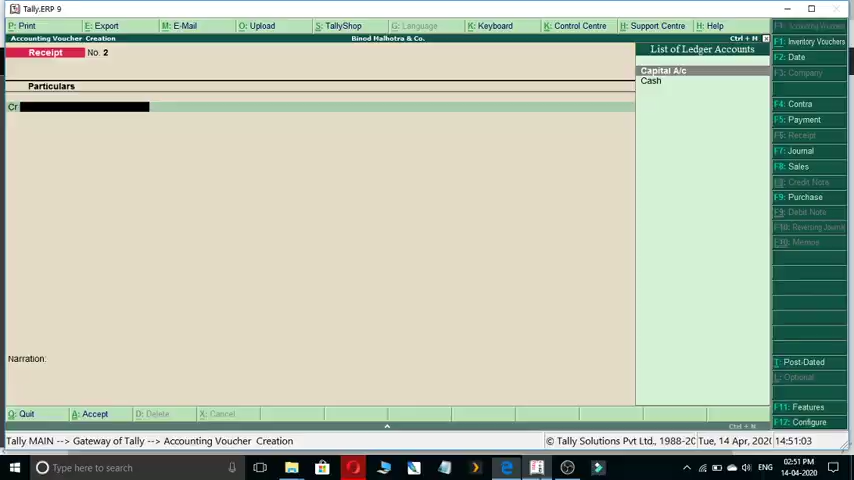 Tally.ERP 9
P: Print E: Export M: E-Mail O: Upload S: TallyShop G: Language K: Keyboard K: Control Centre H: Support Centre H: Help
Accounting Voucher Creation Binod Malhotra & Co. Ctrl + M
Receipt No. 2
Particulars
Cr
Narration:
List of Ledger Accounts
Capital A/c
Cash
F1: Accounting Vouchers
F1: Inventory Vouchers
F2: Date
F3: Company
F4: Contra
F5: Payment
F6: Receipt
F7: Journal
F8: Sales
F8: Credit Note
F9: Purchase
F9: Debit Note
F10: Reversing Journal
F10: Memos
T: Post-Dated
L: Optional
F11: Features
F12: Configure
Q: Quit A: Accept D: Delete X: Cancel
Ctrl + N
Tally MAIN --> Gateway of Tally --> Accounting Voucher Creation © Tally Solutions Pvt Ltd., 1988-20 Tue, 14 Apr, 2020 14:51:03
Type here to search ENG 02:51 PM
14-04-2020